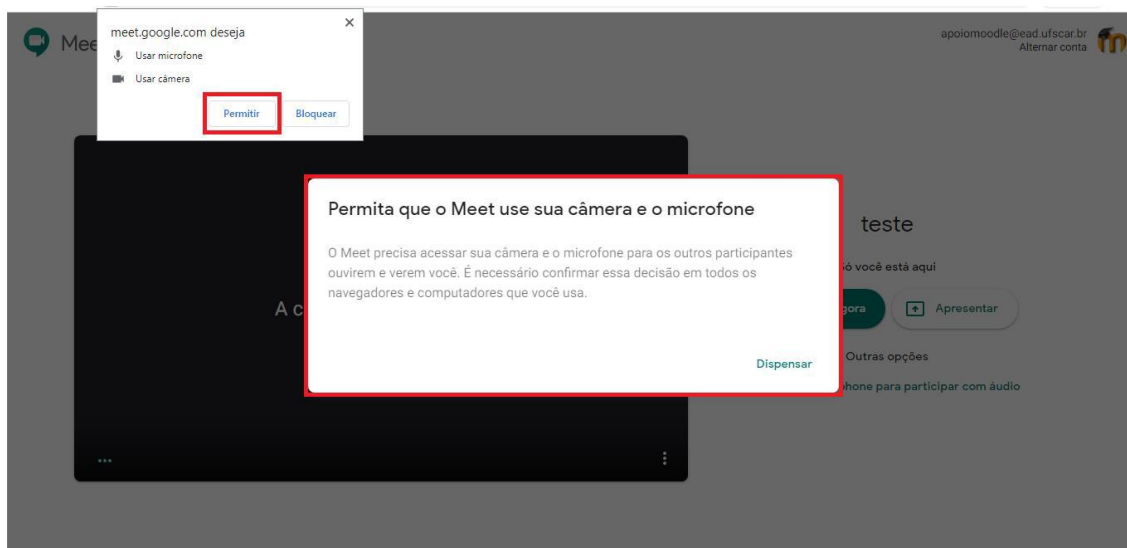 meet.google.com deseja
Usar microfone
Usar câmera
Permitir
Bloquear
apoiomoodle@ead.ufscar.br
Alternar conta
Permita que o Meet use sua câmera e o microfone
O Meet precisa acessar sua câmera e o microfone para os outros participantes
ouvirem e verem você. É necessário confirmar essa decisão em todos os
navegadores e computadores que você usa.
Dispensar
A c
teste
você está aqui
Apresentar
Outras opções
para participar com áudio